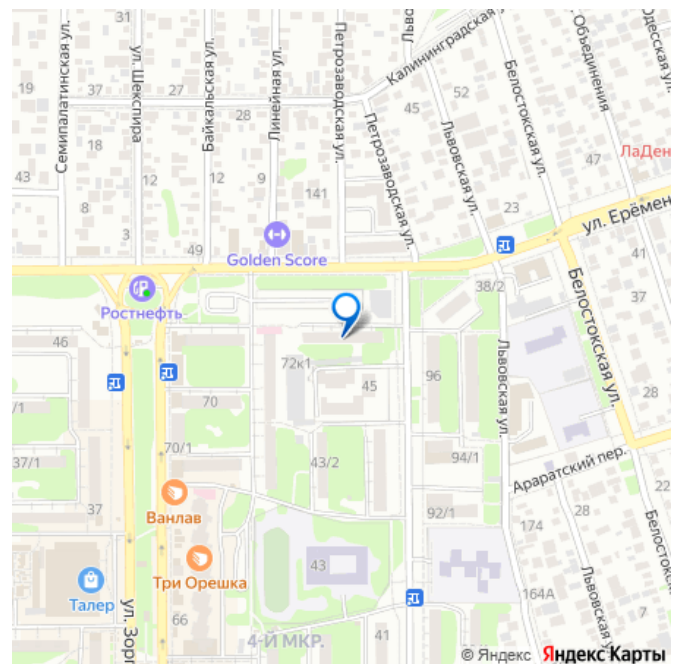 Семипалатинская ул.
ул. Шекспира
Байкальская ул.
Линейная ул.
Петрозаводская ул.
Калининградская ул.
Петрозаводская ул.
Львовская ул.
Белостокская ул.
ул. Объединения
Одесская ул.
19
31
37
27
28
45
52
18
43
12
12
9
141
8
3
47
ЛаДен
23
ул. Ерёмен
49
Golden Score
Ростнефть
38/2
41
37
46
72к1
45
96
70
Львовская ул.
Белостокская ул.
28
/1
37/1
70/1
43/2
94/1
Араратский пер.
22
37
Ванлав
92/1
174
28
Три Орешка
43
Талер
66
164А
Львовская ул.
Белостокск
7
ул. Зорг
4-Й МКР.
41
© Яндекс Яндекс Карты